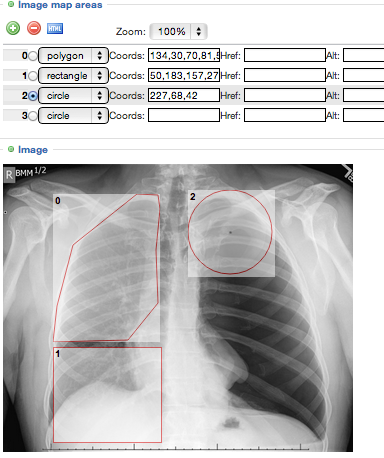 Image map areas
HTML Zoom: 100%
0 polygon Coords: 134,30,70,81,5 Href: Alt:
1 rectangle Coords: 50,183,157,27 Href: Alt:
2 circle Coords: 227,68,42 Href: Alt:
3 circle Coords: Href: Alt:
Image
R BMM 1/2
0 2
1